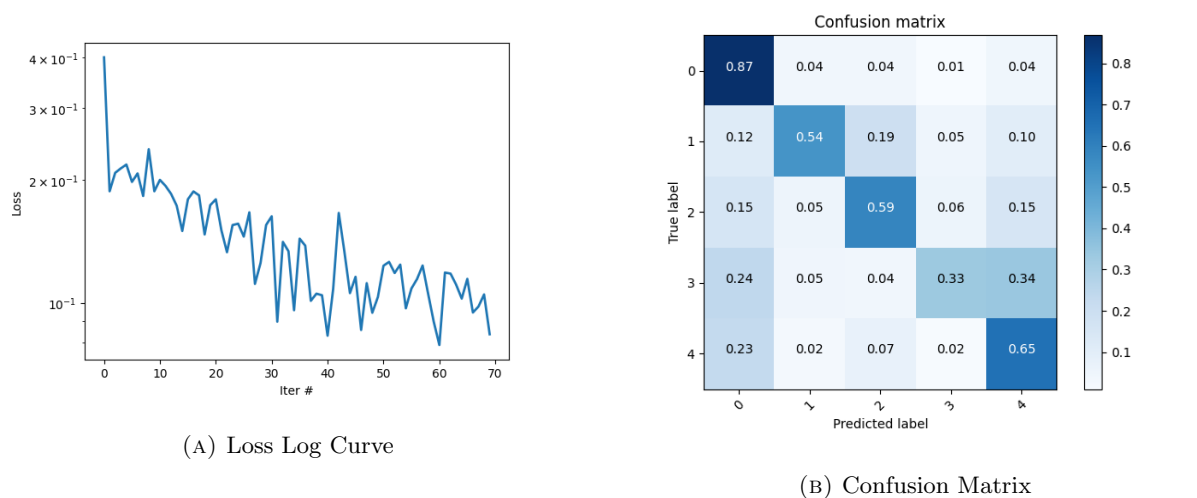 Confusion matrix
4 × 10⁻¹
3 × 10⁻¹
2 × 10⁻¹
10⁻¹
Loss
0 10 20 30 40 50 60 70
Iter #
(A) Loss Log Curve
True label
0 0.87 0.04 0.04 0.01 0.04
1 0.12 0.54 0.19 0.05 0.10
2 0.15 0.05 0.59 0.06 0.15
3 0.24 0.05 0.04 0.33 0.34
4 0.23 0.02 0.07 0.02 0.65
0 1 2 3 4
Predicted label
0.8
0.7
0.6
0.5
0.4
0.3
0.2
0.1
(B) Confusion Matrix